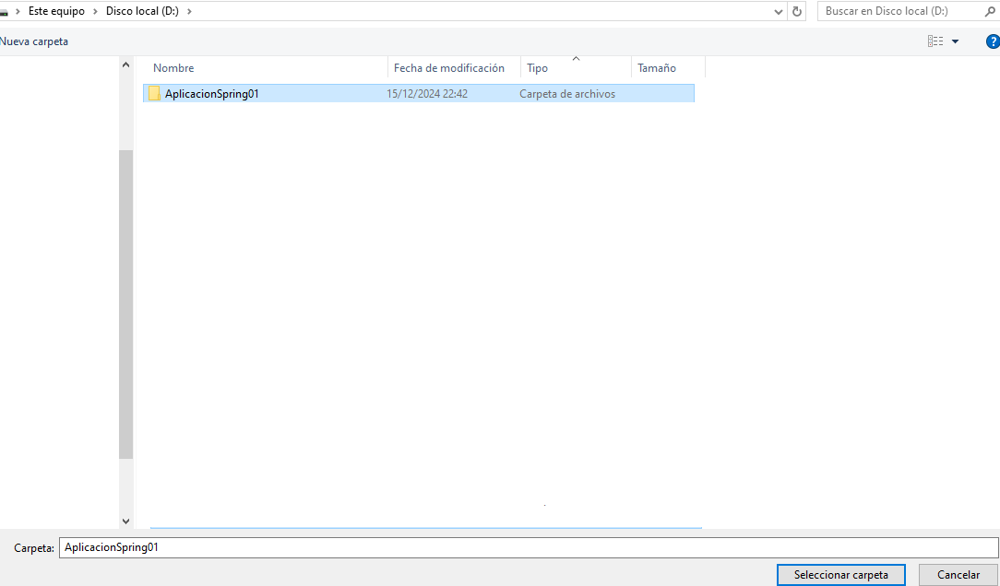 Este equipo > Disco local (D:) > Buscar en Disco local (D:)
Nueva carpeta ?
Nombre Fecha de modificación Tipo Tamaño
AplicacionSpring01 15/12/2024 22:42 Carpeta de archivos
Carpeta: AplicacionSpring01
Seleccionar carpeta Cancelar